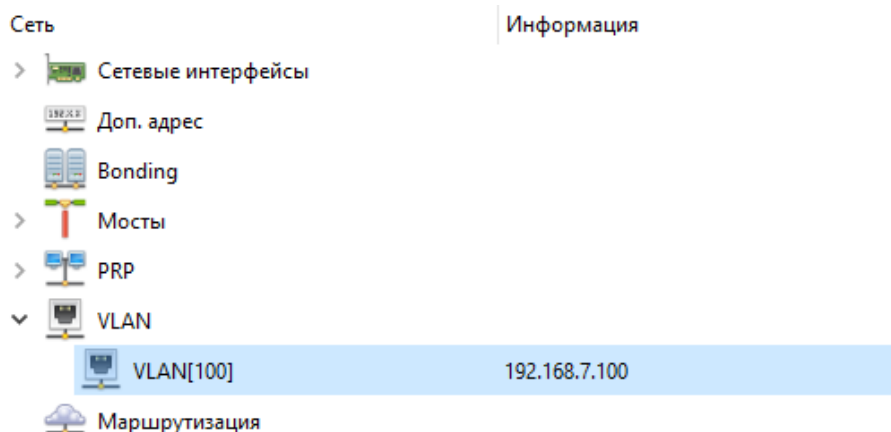 Сеть Информация
Сетевые интерфейсы
Доп. адрес
Bonding
Мосты
PRP
VLAN
VLAN[100] 192.168.7.100
Маршрутизация